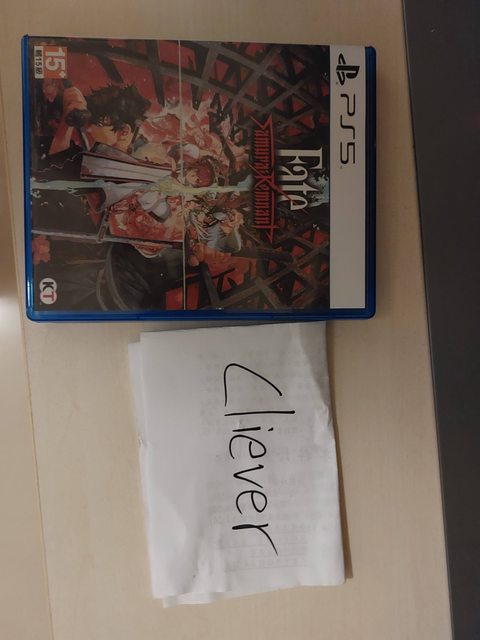 PS5
Fate
Samurai Remnant
15+
KT
Cliever